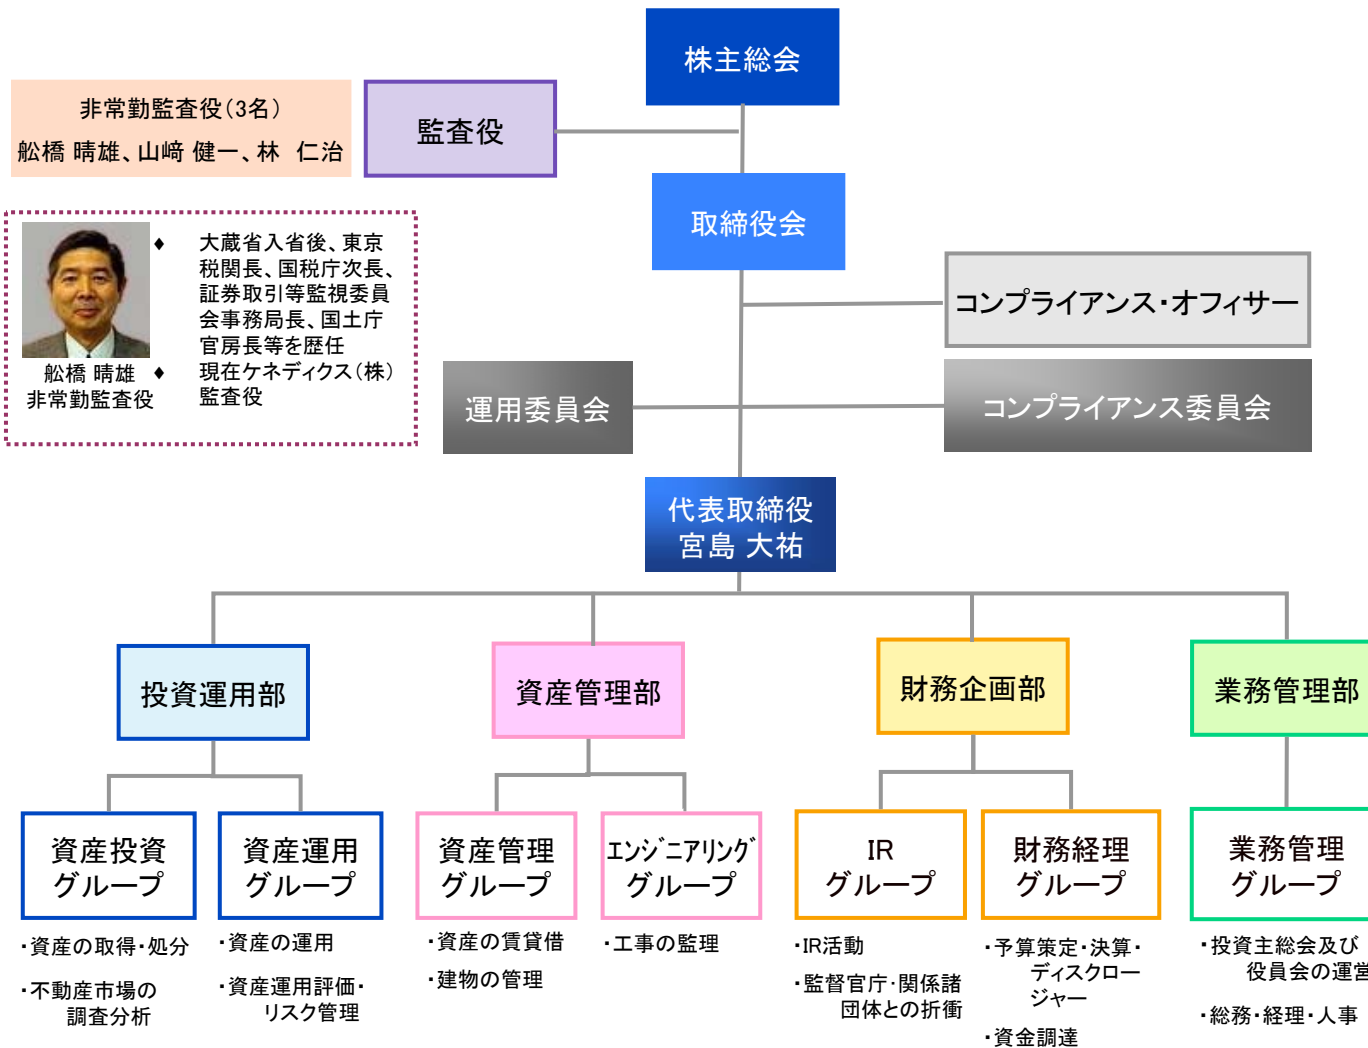 株主総会
非常勤監査役（3名）
舩橋 晴雄、山﨑 健一、林　仁治
監査役
取締役会
♦ 大蔵省入省後、東京
税関長、国税庁次長、
証券取引等監視委員
会事務局長、国土庁
官房長等を歴任
♦ 現在ケネディクス（株）
監査役
舩橋 晴雄
非常勤監査役
コンプライアンス・オフィサー
運用委員会
コンプライアンス委員会
代表取締役
宮島 大祐
投資運用部
資産管理部
財務企画部
業務管理部
資産投資
グループ
資産運用
グループ
資産管理
グループ
エンジニアリング
グループ
IR
グループ
財務経理
グループ
業務管理
グループ
・資産の取得・処分
・不動産市場の
調査分析
・資産の運用
・資産運用評価・
リスク管理
・資産の賃貸借
・建物の管理
・工事の監理
・IR活動
・監督官庁・関係諸
団体との折衝
・予算策定・決算・
ディスクロー
ジャー
・資金調達
・投資主総会及び
役員会の運営
・総務・経理・人事